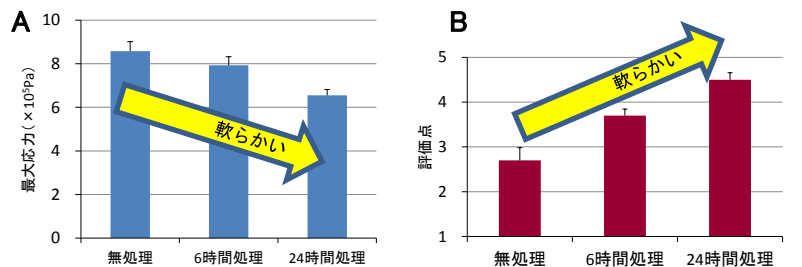 A
最大応力(×10⁵Pa)
10
8
6
4
2
0
軟らかい
無処理
6時間処理
24時間処理
B
評価点
5
4
3
2
1
軟らかい
無処理
6時間処理
24時間処理